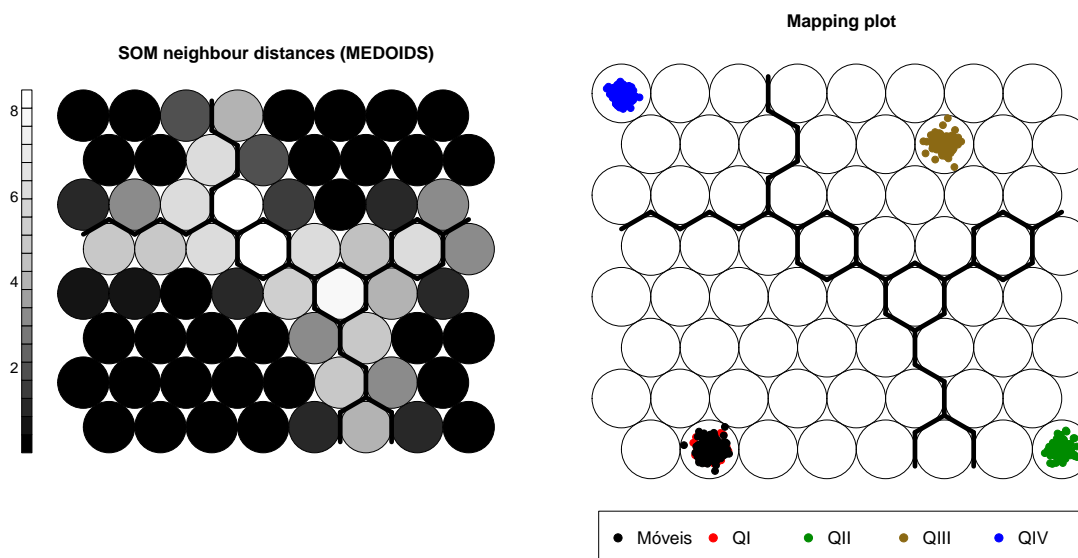 SOM neighbour distances (MEDOIDS)
8
6
4
2
Mapping plot
Móveis QI QII QIII QIV